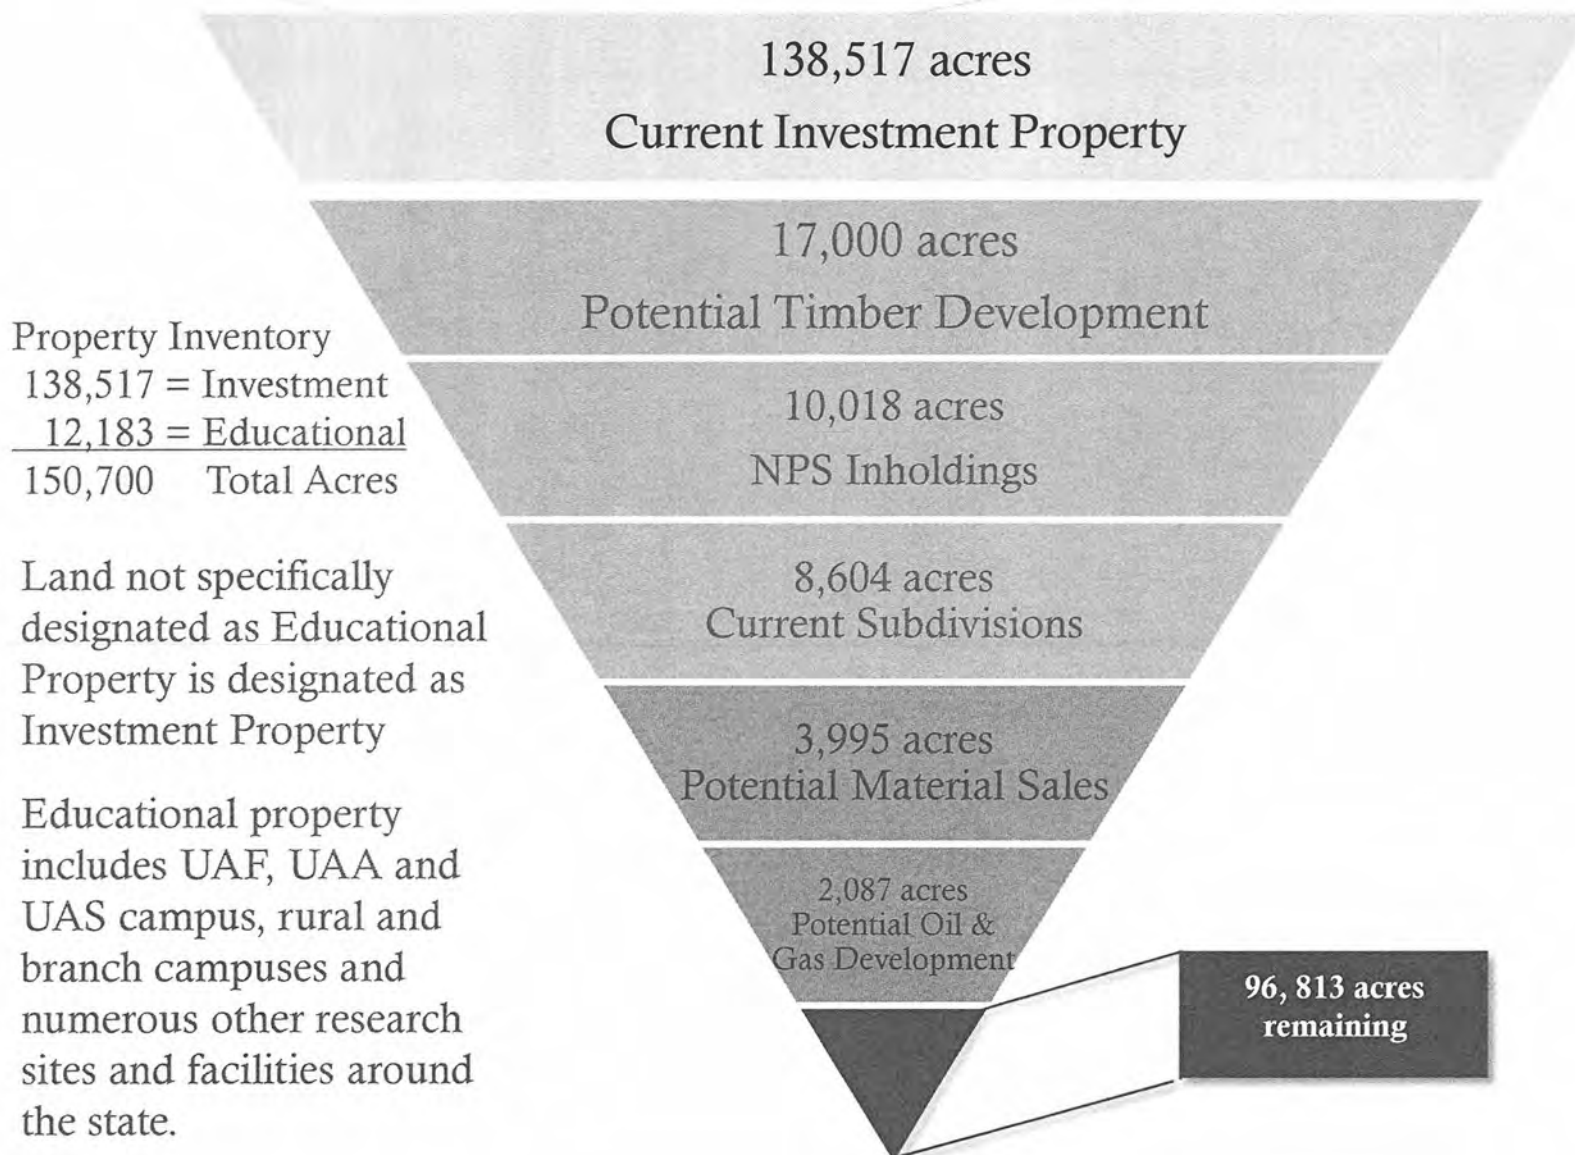 138,517 acres
Current Investment Property
17,000 acres
Potential Timber Development
10,018 acres
NPS Inholdings
8,604 acres
Current Subdivisions
3,995 acres
Potential Material Sales
2,087 acres
Potential Oil &
Gas Development
96, 813 acres
remaining
Property Inventory
138,517 = Investment
12,183 = Educational
150,700 Total Acres
Land not specifically
designated as Educational
Property is designated as
Investment Property
Educational property
includes UAF, UAA and
UAS campus, rural and
branch campuses and
numerous other research
sites and facilities around
the state.